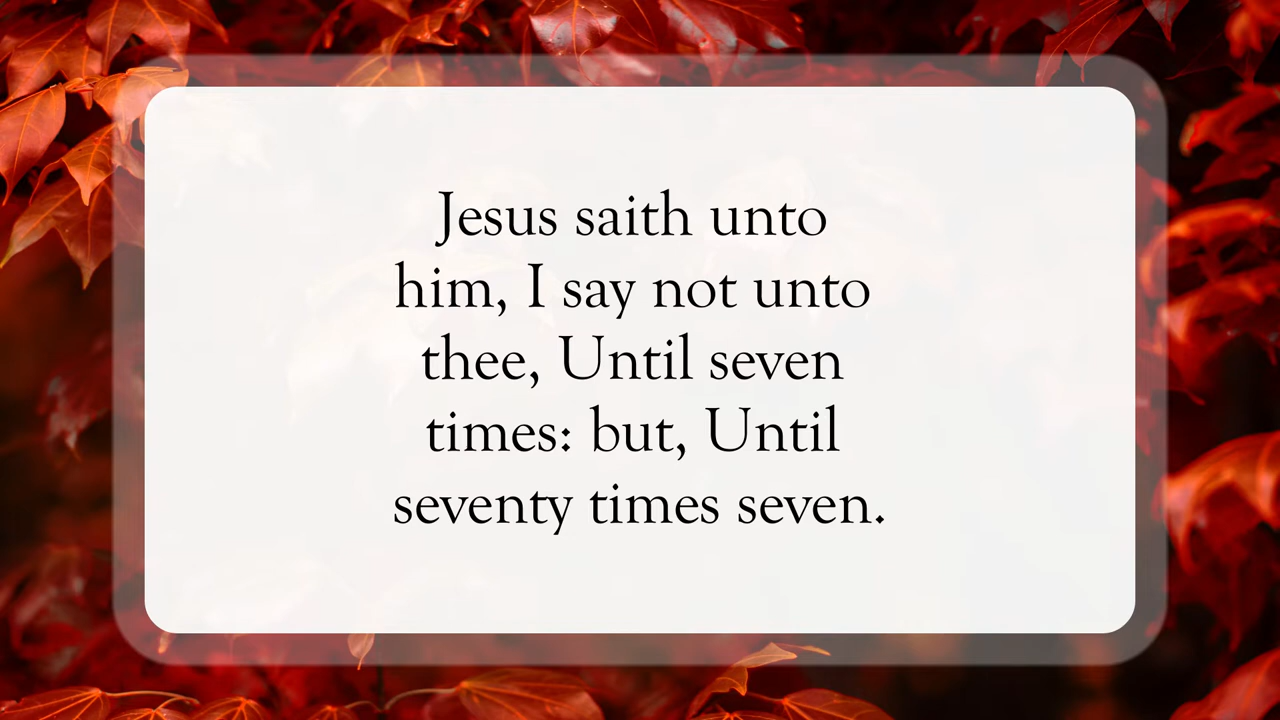 Jesus saith unto
him, I say not unto
thee, Until seven
times: but, Until
seventy times seven.